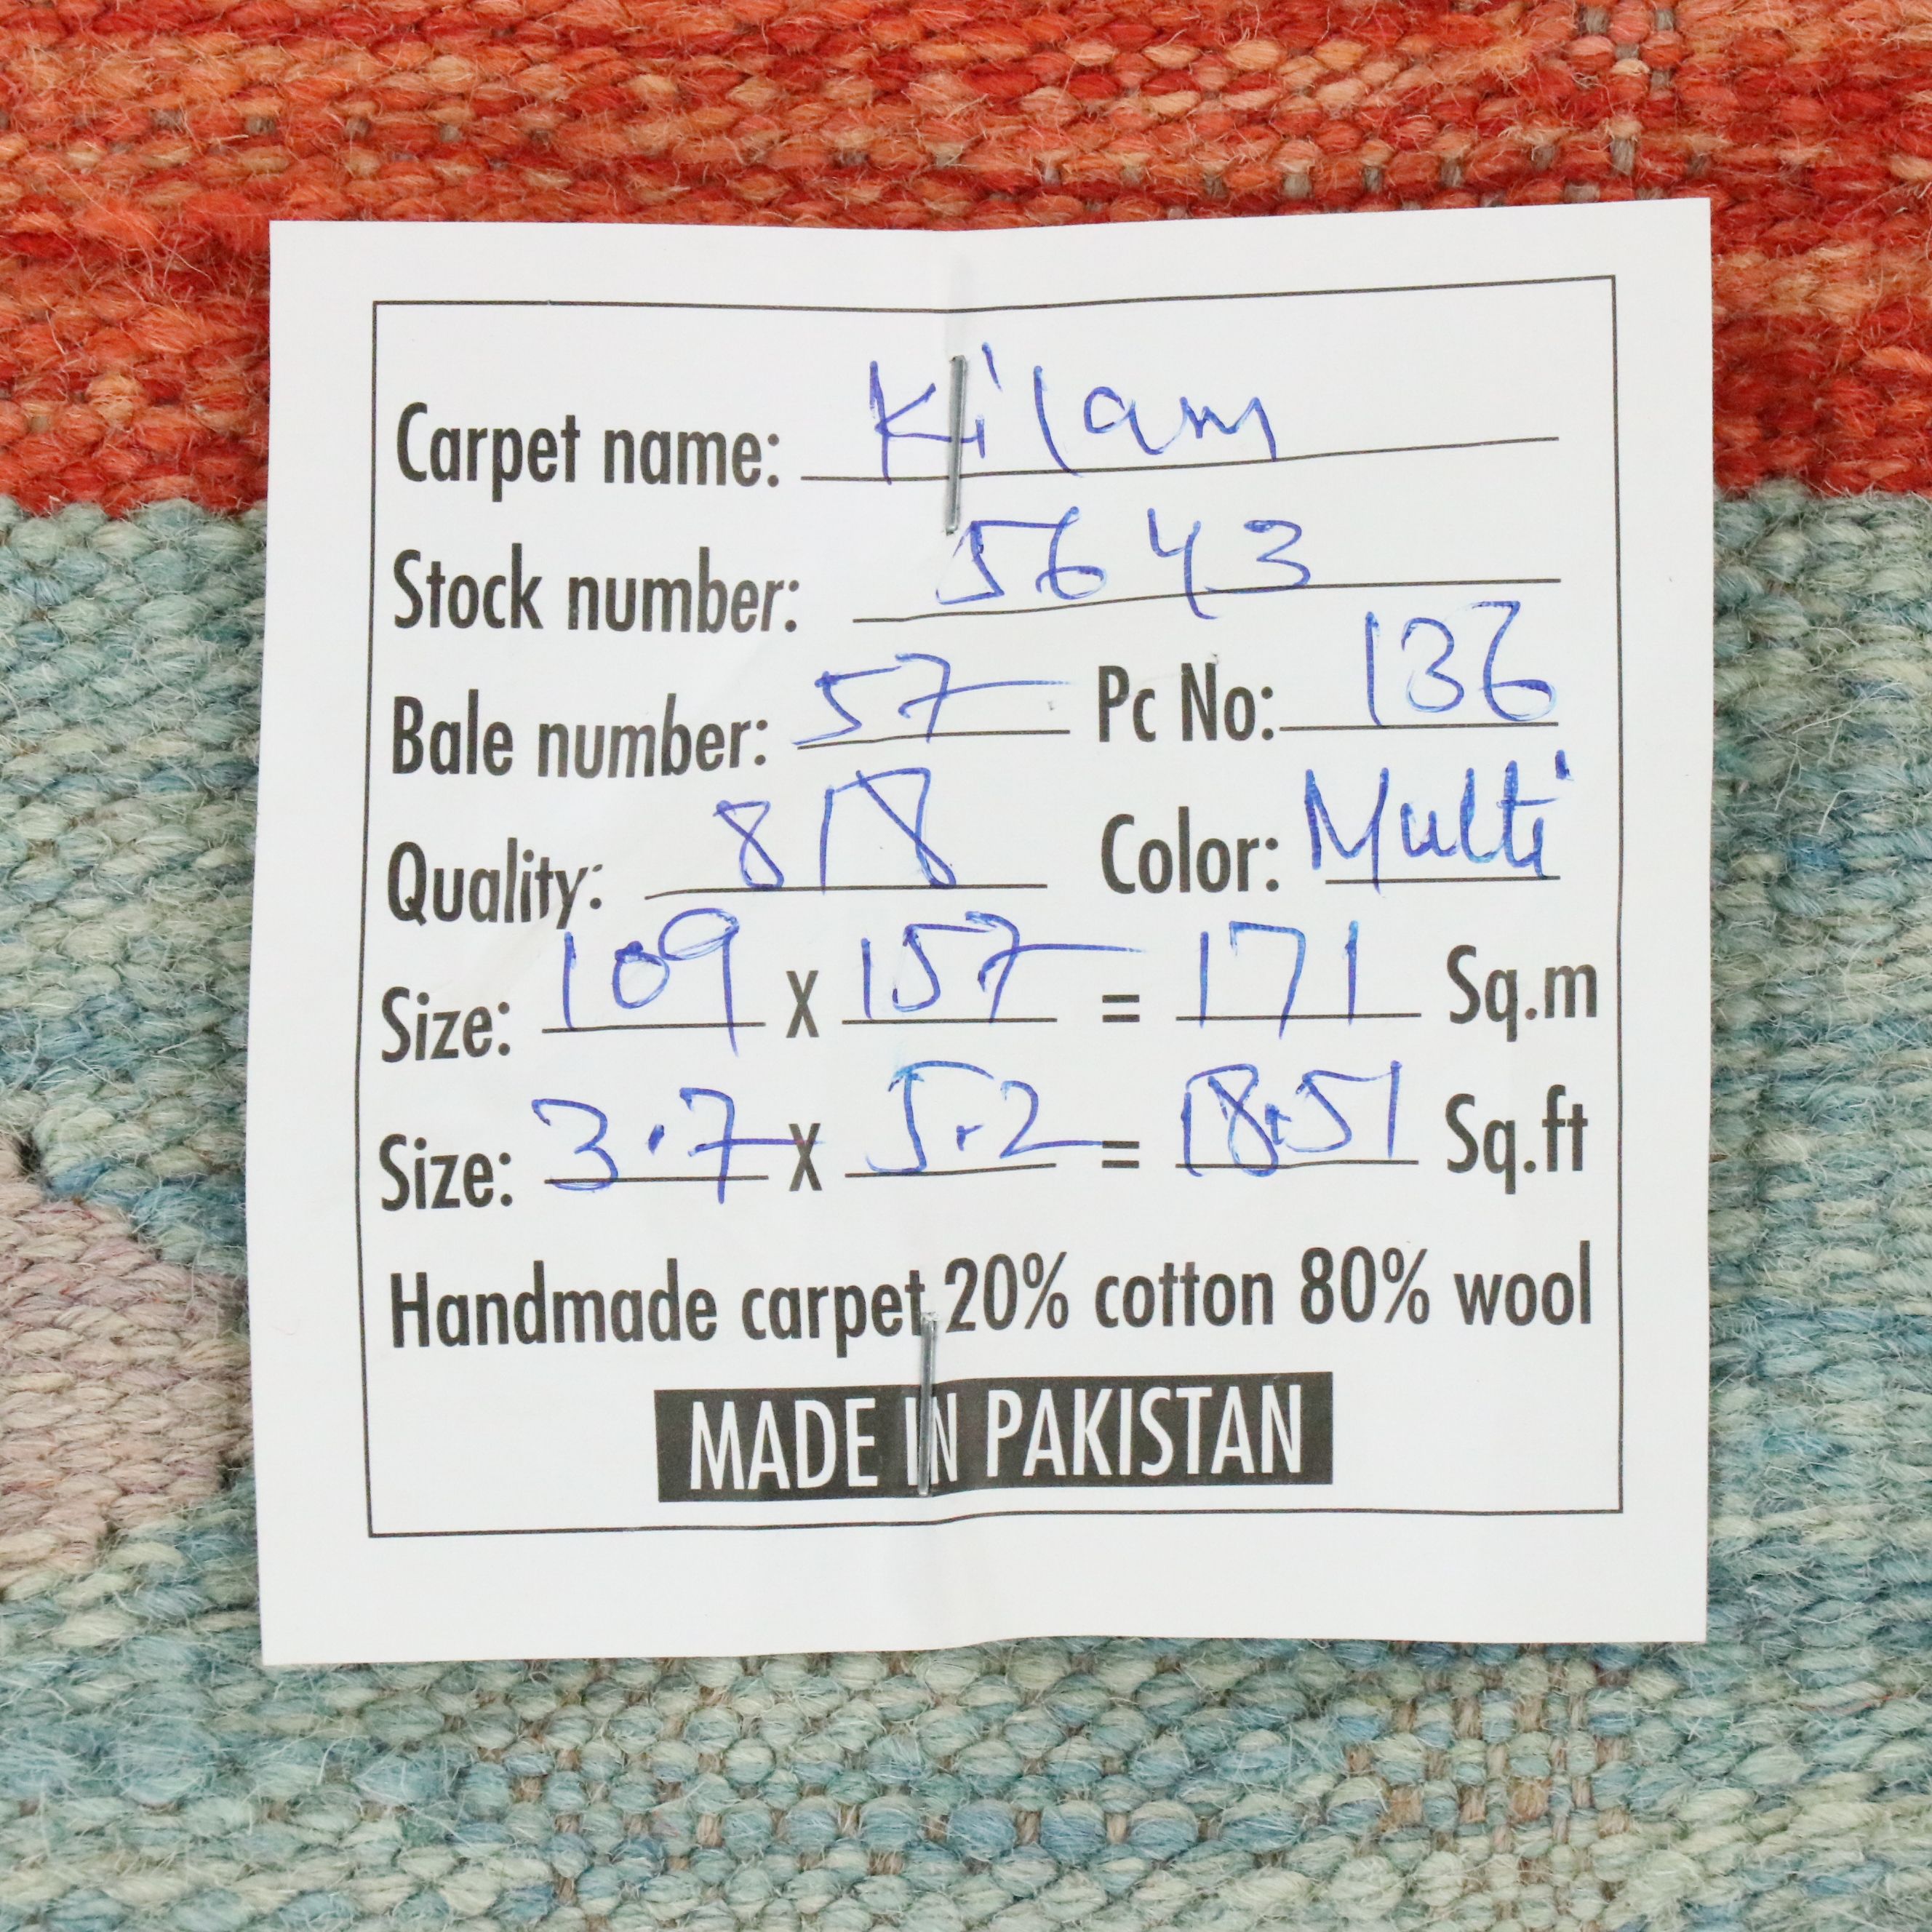 Carpet name: Kilam
Stock number: 5643
Bale number: 57 Pc No: 136
Quality: 818 Color: Multi
Size: 109 x 157 = 171 Sq.m
Size: 3.7 x 5.2 = 18.51 Sq.ft
Handmade carpet 20% cotton 80% wool
MADE IN PAKISTAN